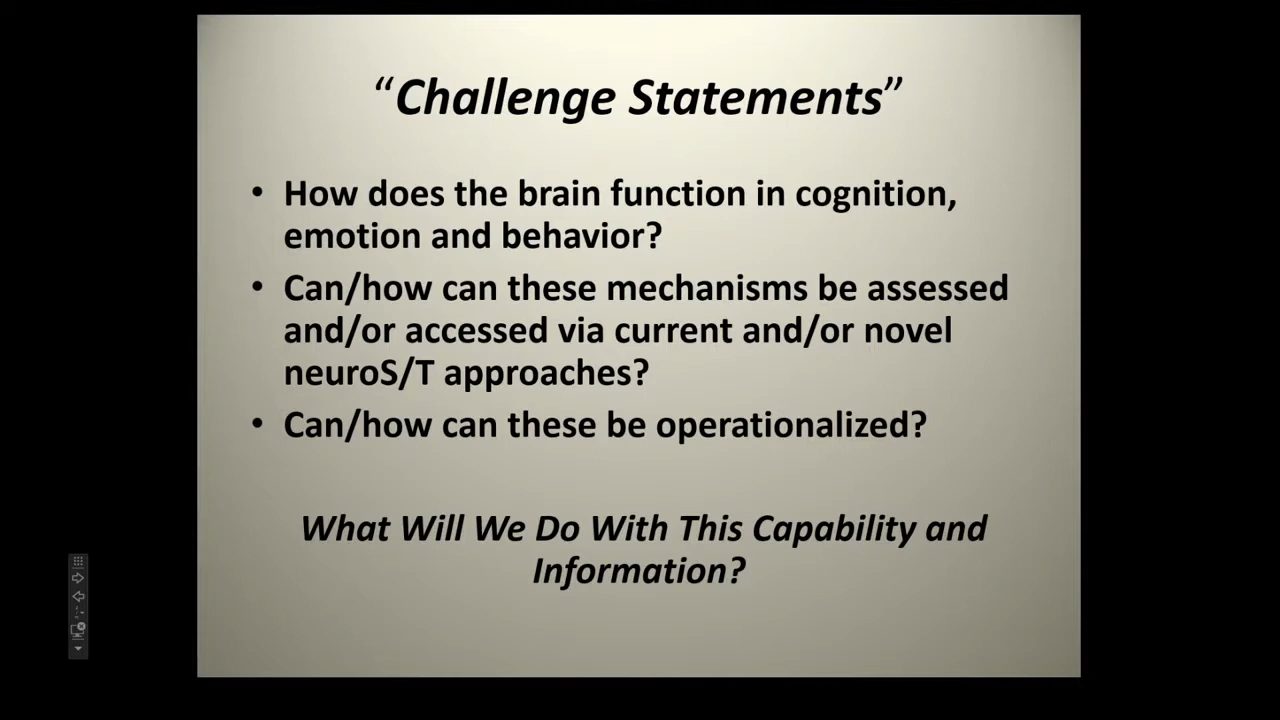 “Challenge Statements”
• How does the brain function in cognition,
emotion and behavior?
• Can/how can these mechanisms be assessed
and/or accessed via current and/or novel
neuroS/T approaches?
• Can/how can these be operationalized?
What Will We Do With This Capability and
Information?